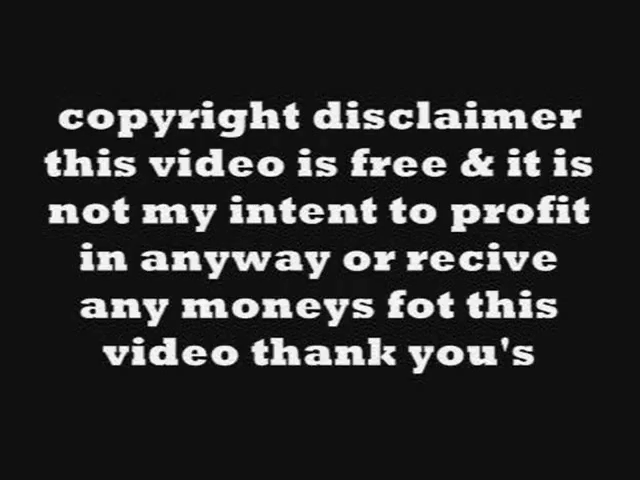 copyright disclaimer
this video is free & it is
not my intent to profit
in anyway or recive
any moneys fot this
video thank you's